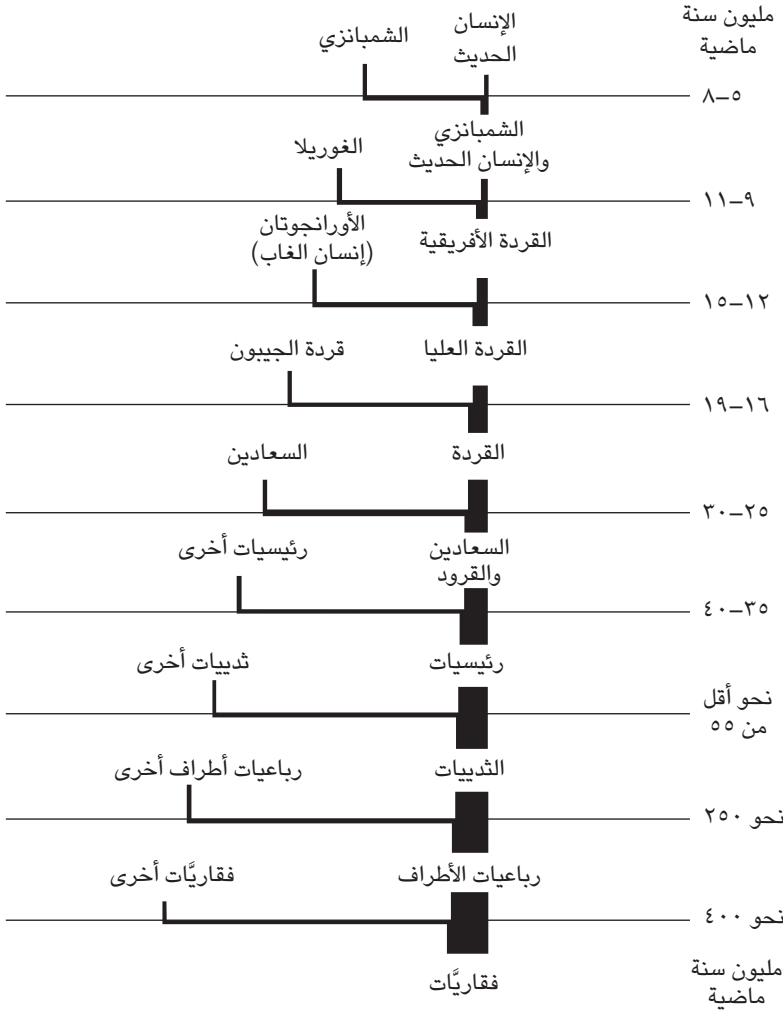 مليون سنة
ماضية
الإنسان
الحديث
الشمبانزي
٥–٨
الشمبانزي
والإنسان الحديث
الغوريلا
٩–١١
القردة الأفريقية
الأورانجوتان
(إنسان الغاب)
١٢–١٥
القردة العليا
قردة الجيبون
١٦–١٩
القردة
السعادين
٢٥–٣٠
السعادين
والقرود
رئيسيات أخرى
٣٥–٤٠
رئيسيات
ثدييات أخرى
نحو أقل
من ٥٥
الثدييات
رباعيات أطراف أخرى
نحو ٢٥٠
رباعيات الأطراف
فقاريَّات أخرى
نحو ٤٠٠
فقاريَّات
مليون سنة
ماضية